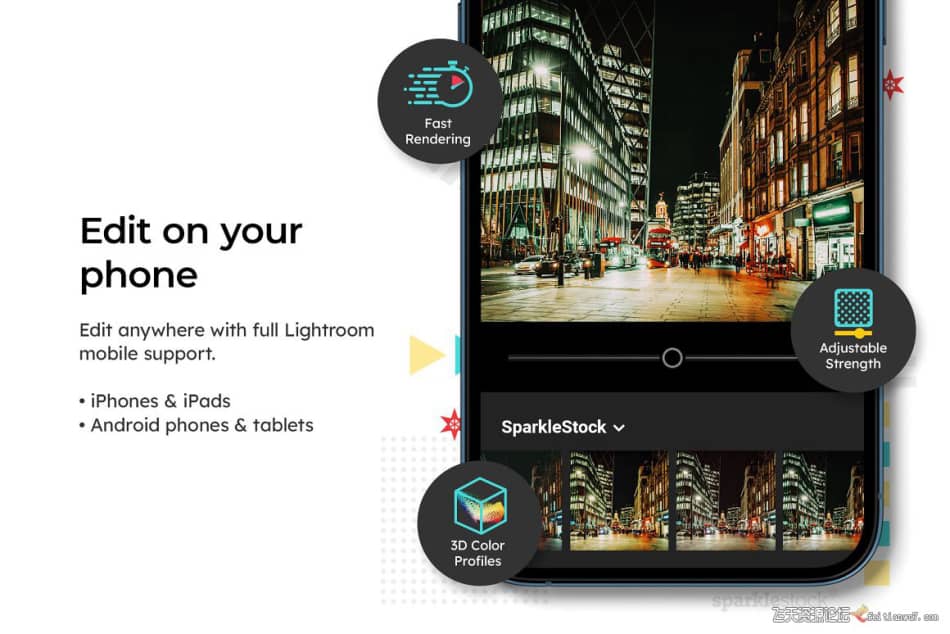 Fast
Rendering
Edit on your
phone
Edit anywhere with full Lightroom
mobile support.
• iPhones & iPads
• Android phones & tablets
Adjustable
Strength
SparkleStock
3D Color
Profiles
sparklestock
飞天资源论坛 feitianwu7.com